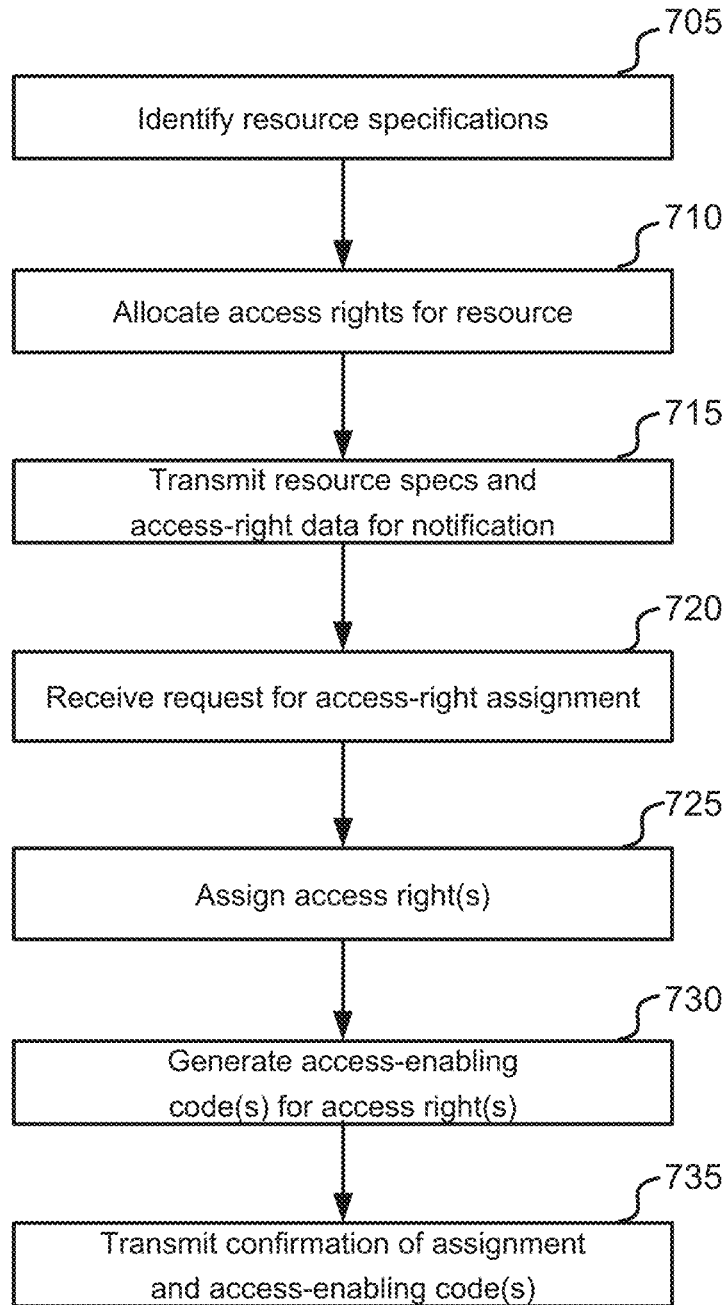 705
Identify resource specifications
710
Allocate access rights for resource
715
Transmit resource specs and
access-right data for notification
720
Receive request for access-right assignment
725
Assign access right(s)
730
Generate access-enabling
code(s) for access right(s)
735
Transmit confirmation of assignment
and access-enabling code(s)